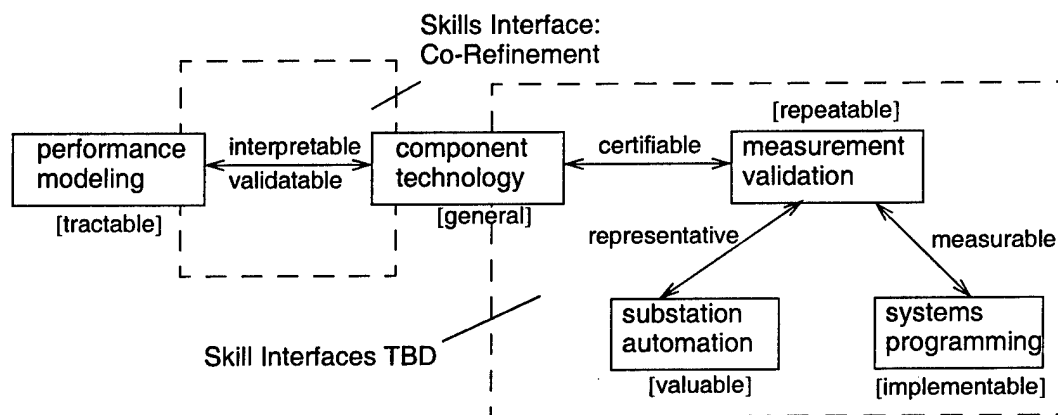 Skills Interface:
Co-Refinement
[repeatable]
performance
modeling
interpretable
validatable
component
technology
certifiable
measurement
validation
[tractable]
[general]
representative
measurable
substation
automation
systems
programming
Skill Interfaces TBD
[valuable]
[implementable]